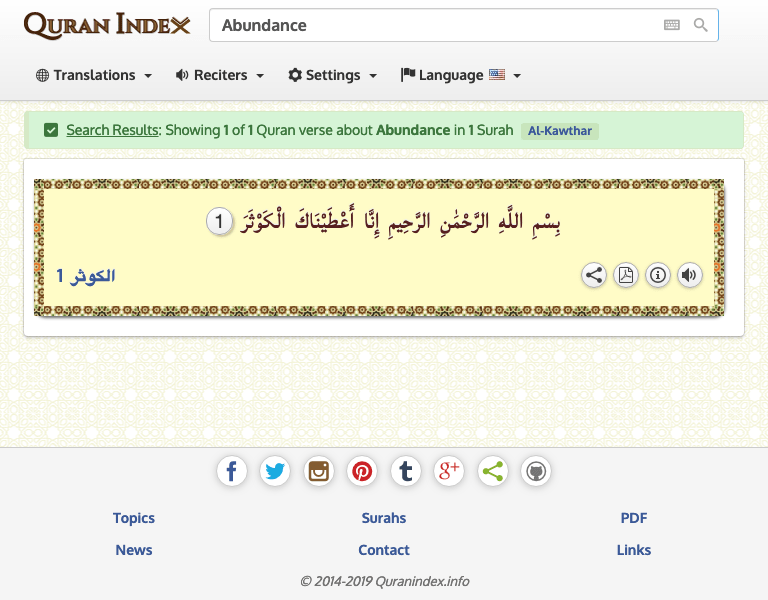 QURAN INDEX
Abundance
Translations Reciters Settings Language
Search Results: Showing 1 of 1 Quran verse about Abundance in 1 Surah Al-Kawthar
بِسْمِ اللَّهِ الرَّحْمَٰنِ الرَّحِيمِ إِنَّا أَعْطَيْنَاكَ الْكَوْثَرَ 1
الكوثر 1
Topics Surahs PDF
News Contact Links
© 2014-2019 Quranindex.info